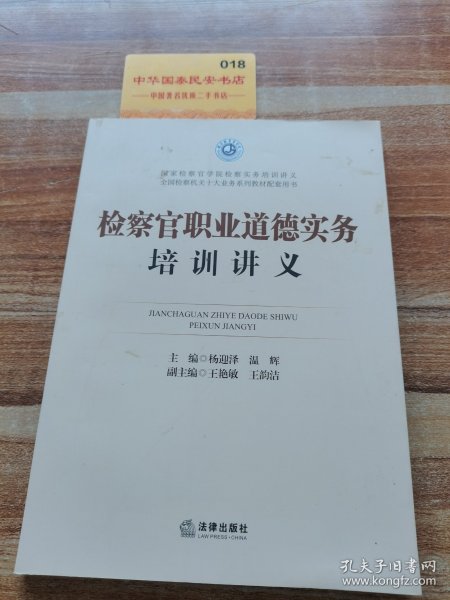 018
中华国泰民安书店
中国著名优秀二手书店
国家检察官学院检察实务培训讲义
全国检察机关十大业务系列教材配套用书
检察官职业道德实务
培训讲义
JIANCHAGUAN ZHIYE DAODE SHIWU
PEIXUN JIANGYI
主 编◎杨迎泽 温 辉
副主编◎王艳敏 王韵洁
法律出版社
LAW PRESS·CHINA
孔夫子旧书网
www.kongfz.com